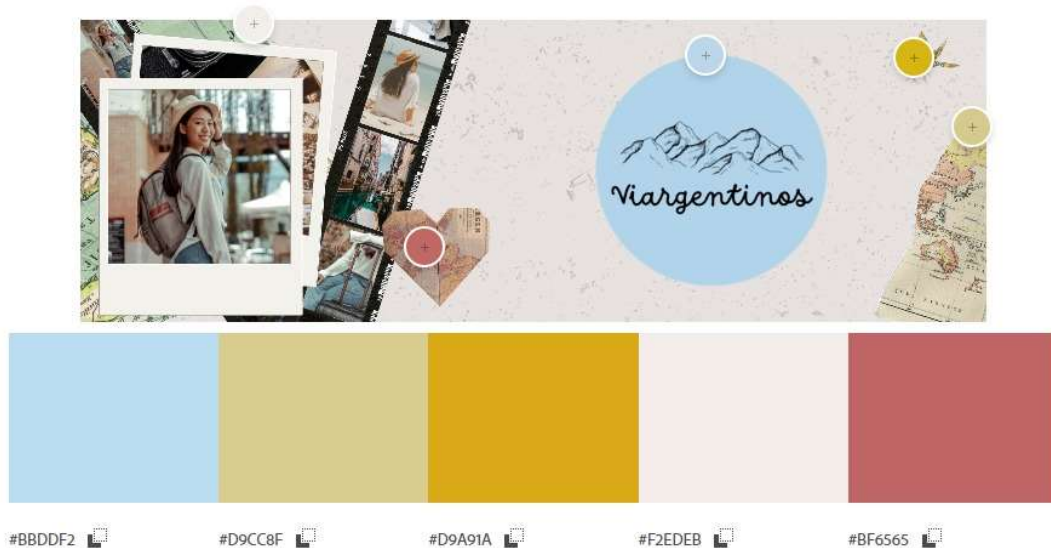 Viargentinos
#BBDDF2
#D9CC8F
#D9A91A
#F2EDEB
#BF6565